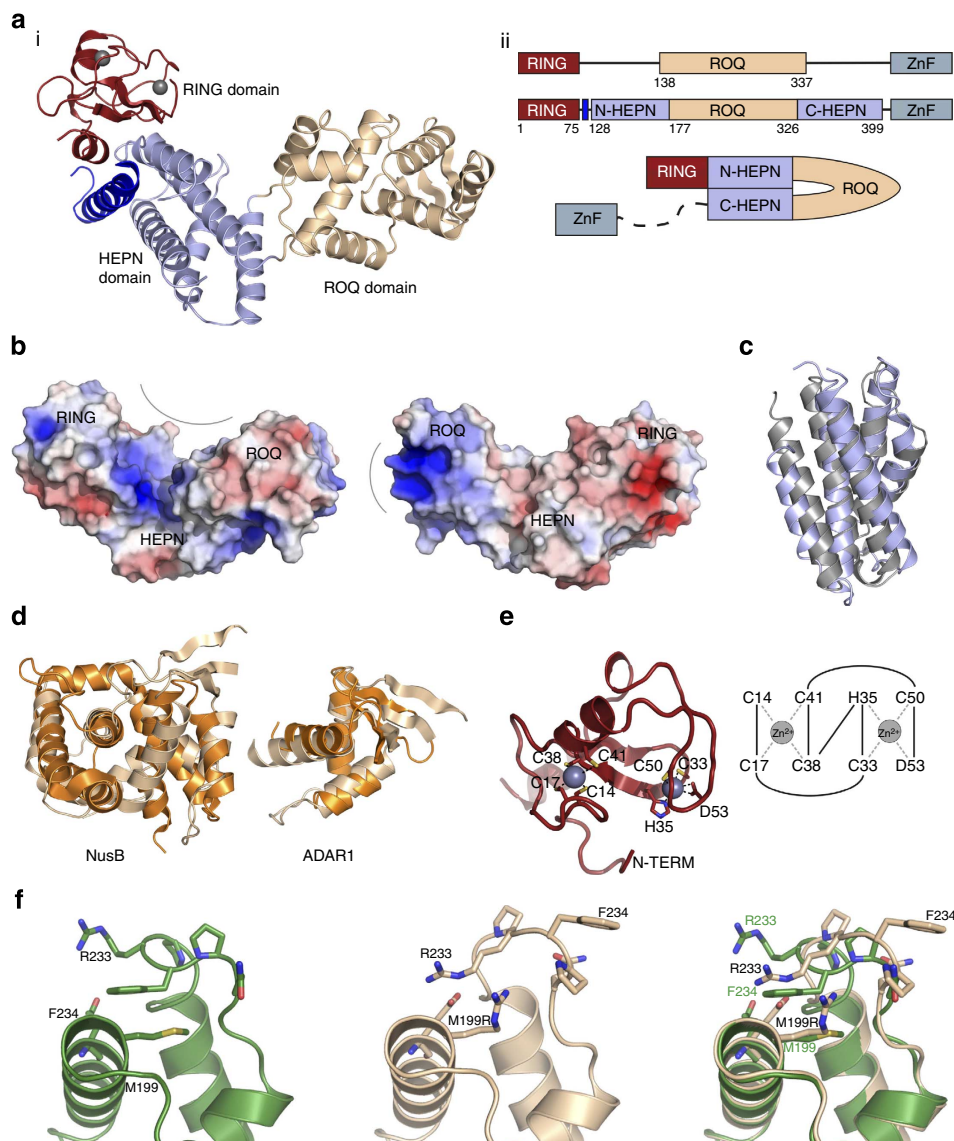 a
i
RING domain
HEPN
domain
ROQ domain
ii
RING
ROQ
ZnF
138
337
RING
N-HEPN
ROQ
C-HEPN
ZnF
1
75
128
177
326
399
RING
N-HEPN
ROQ
C-HEPN
ZnF
b
RING
ROQ
HEPN
ROQ
RING
HEPN
c
d
NusB
ADAR1
e
C38
C41
C50
C33
C17
C14
D53
H35
N-TERM
C14
C41
H35
C50
Zn²⁺
Zn²⁺
C17
C38
C33
D53
f
R233
F234
M199
F234
R233
M199R
R233
F234
R233
F234
M199R
M199